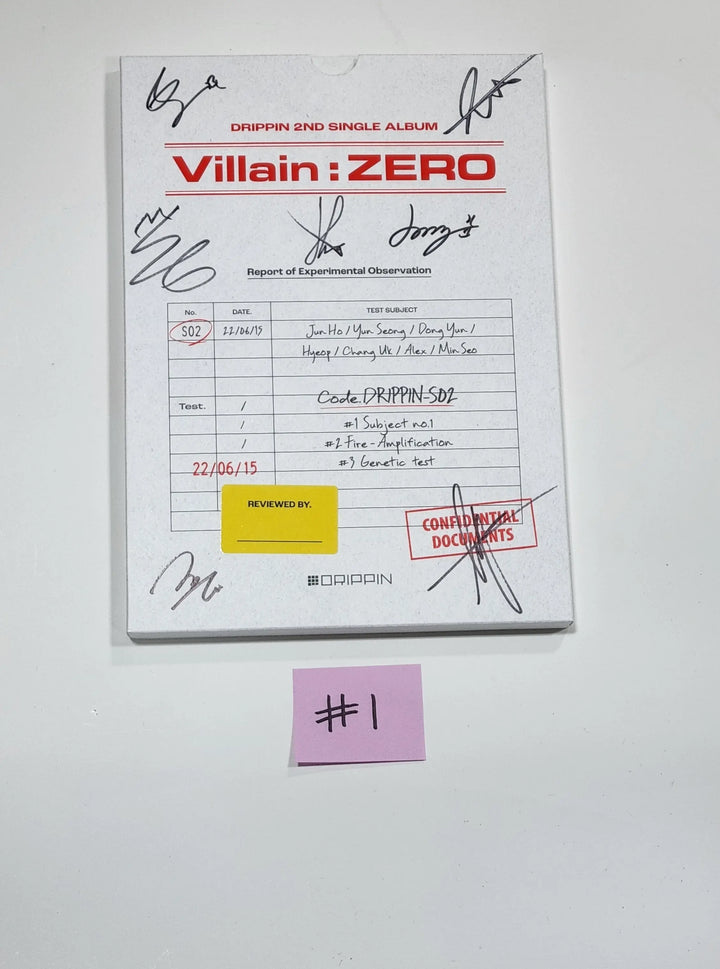 DRIPPIN 2ND SINGLE ALBUM
Villain : ZERO
Report of Experimental Observation
No. DATE. TEST SUBJECT
S02 22/06/15 Jun Ho / Yun Seong / Dong Yun /
Hyeop / Chang Uk / Alex / Min Seo
Test. / Code.DRIPPIN-S02
/ #1 Subject no.1
/ #2 Fire-Amplification
22/06/15 #3 Genetic test
REVIEWED BY.
CONFIDENTIAL
DOCUMENTS
DRIPPIN
#1